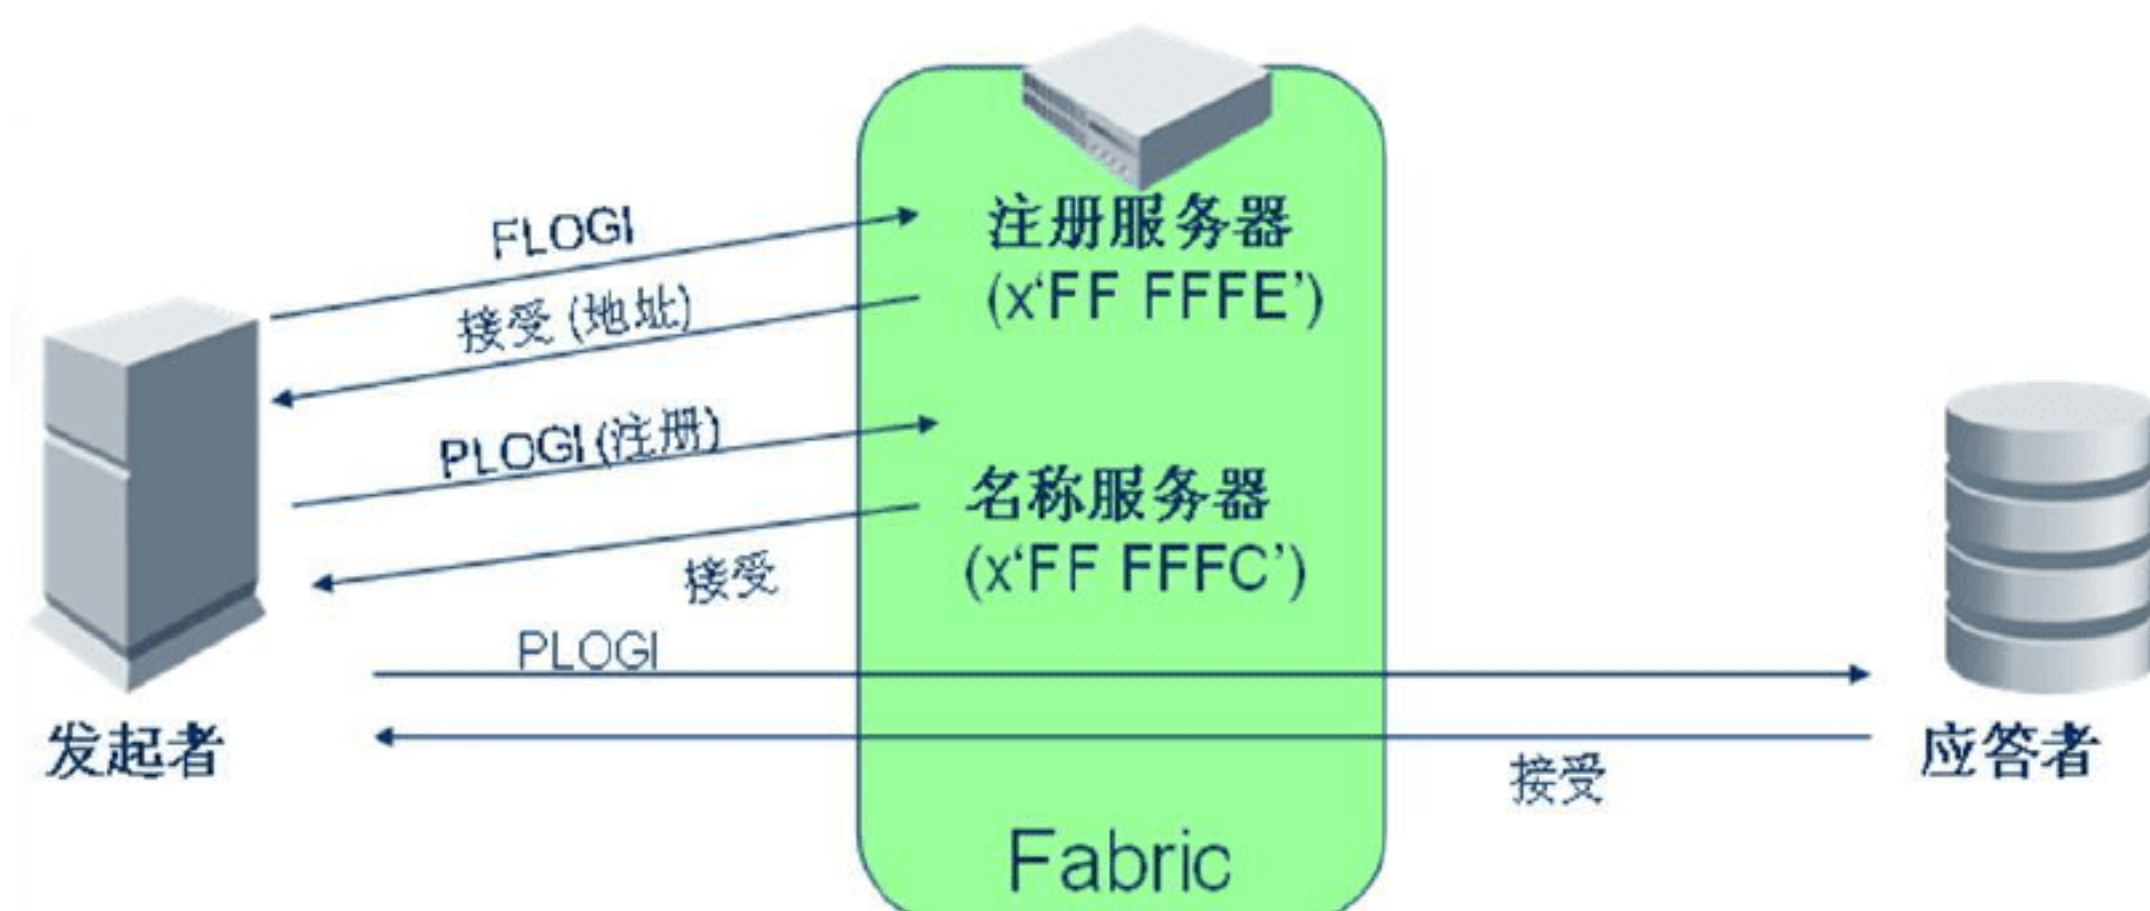 FLOGI
注册服务器
(x‘FF FFFE’)
接受 (地址)
PLOGI (注册)
名称服务器
(x‘FF FFFC’)
接受
PLOGI
发起者
应答者
接受
Fabric